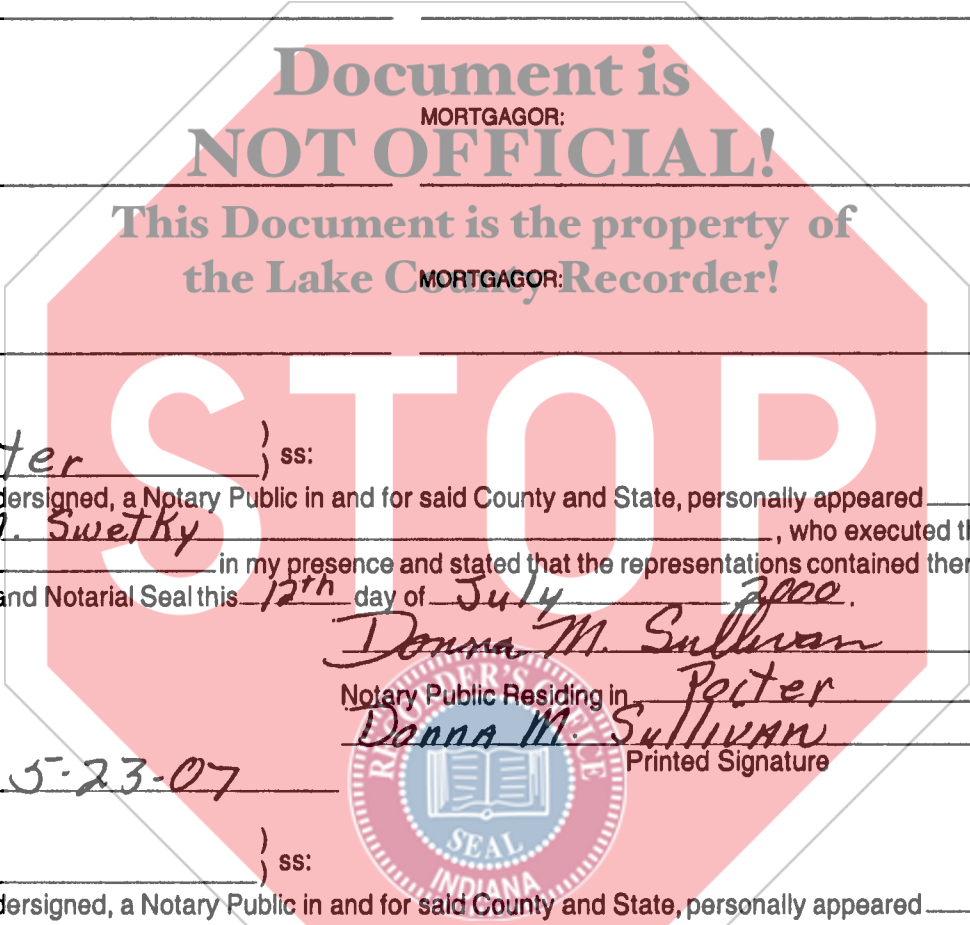 Document is
MORTGAGOR:
NOT OFFICIAL!
This Document is the property of
the Lake County Recorder!
MORTGAGOR:
STOP
ter ) ss:
dersigned, a Notary Public in and for said County and State, personally appeared
. Swetky , who executed th
in my presence and stated that the representations contained ther
and Notarial Seal this 12th day of July 2000.
Donna M. Sullivan
Notary Public Residing in Porter
Donna M. Sullivan
Printed Signature
5-23-07
RECORDER'S OFFICE
SEAL
INDIANA
) ss:
dersigned, a Notary Public in and for said County and State, personally appeared